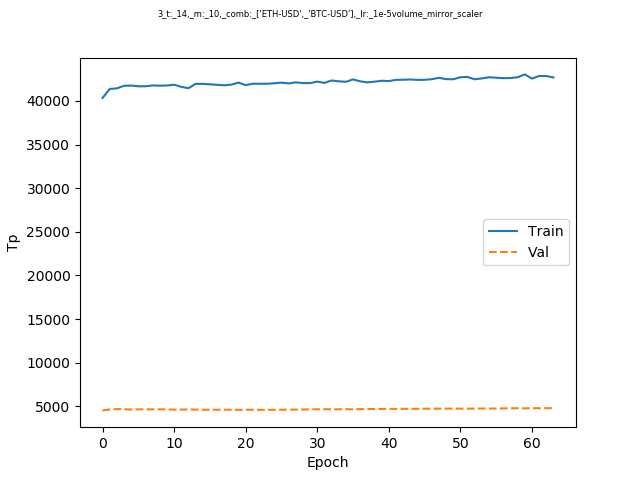 3_t:_14,_m:_10,_comb:_['ETH-USD',_'BTC-USD'],_lr:_1e-5volume_mirror_scaler
40000
35000
30000
25000
20000
15000
10000
5000
Tp
Train
Val
0 10 20 30 40 50 60
Epoch